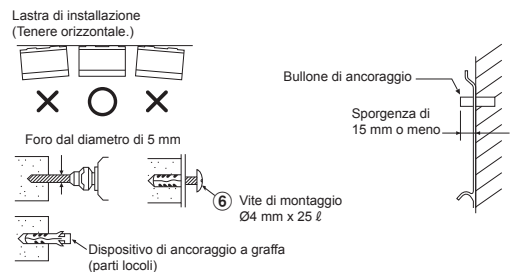 Lastra di installazione
(Tenere orizzontale.)
Foro dal diametro di 5 mm
⑥ Vite di montaggio
Ø4 mm x 25 ℓ
Dispositivo di ancoraggio a graffa
(parti locoli)
Bullone di ancoraggio
Sporgenza di
15 mm o meno